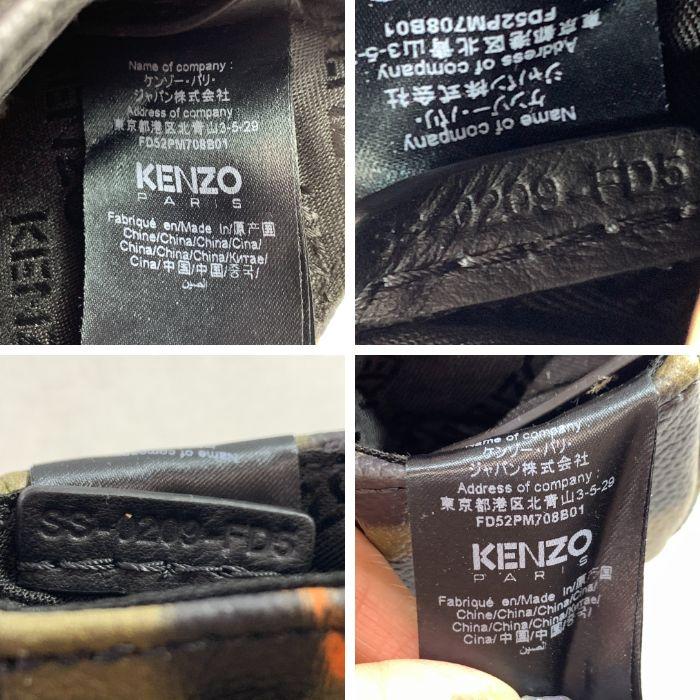 Name of company :
ケンゾー・パリ・
ジャパン株式会社
Address of company :
東京都港区北青山3-5-29
FD52PM708B01
KENZO
PARIS
Fabriqué en/Made In/原产国
Chine/China/China/Cina/
China/China/China/Китае/
Cina/中国/中国/중국/
الصين
Name of company
ケンゾー・パリ・
ジャパン株式会社
Address of company
東京都港区北青山3-5-
FD52PM708B01
0209-FD5
Name of company
SS-0209-FD5
Name of company :
ケンゾー・パリ・
ジャパン株式会社
Address of company :
東京都港区北青山3-5-29
FD52PM708B01
KENZO
PARIS
Fabriqué en/Made In/原产国
Chine/China/China/Cina/
China/China/China/Китае/
Cina/中国/中国/중국/
الصين